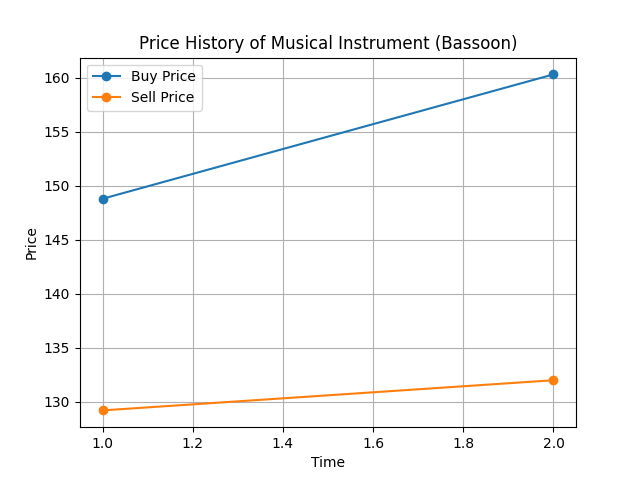 Price History of Musical Instrument (Bassoon)
Buy Price
Sell Price
160
155
150
145
140
135
130
Price
1.0 1.2 1.4 1.6 1.8 2.0
Time